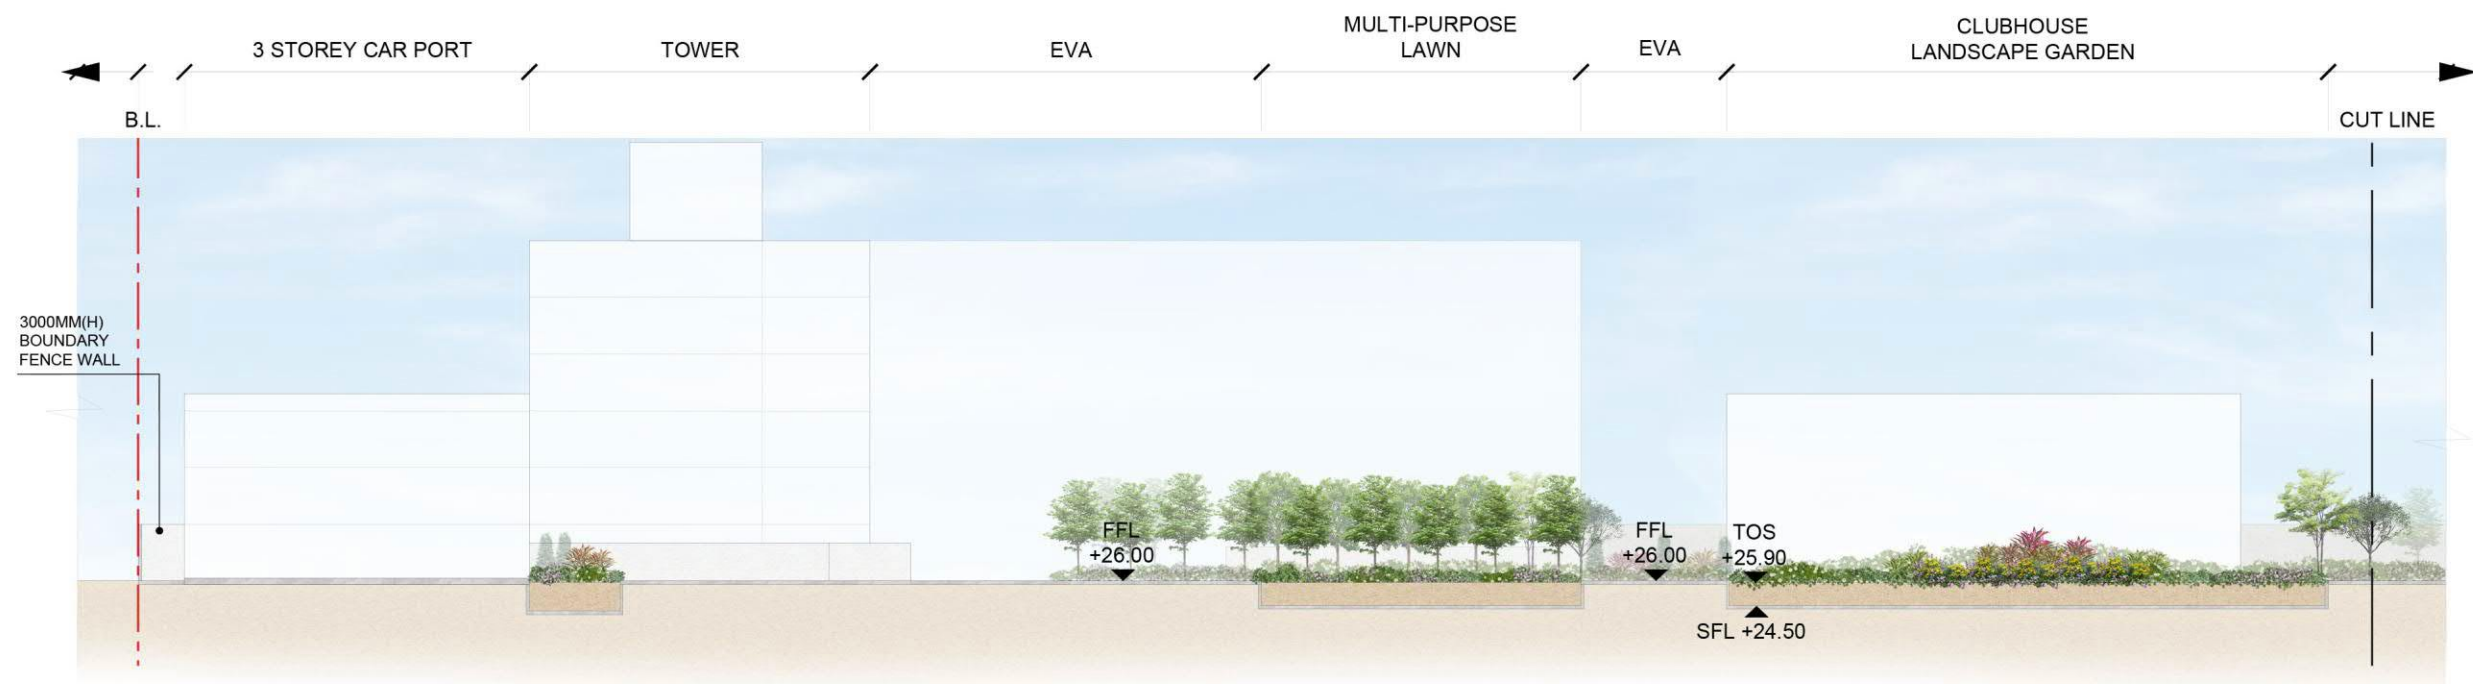 3 STOREY CAR PORT
TOWER
EVA
MULTI-PURPOSE
LAWN
EVA
CLUBHOUSE
LANDSCAPE GARDEN
B.L.
CUT LINE
3000MM(H)
BOUNDARY
FENCE WALL
FFL
+26.00
FFL
+26.00
TOS
+25.90
SFL +24.50